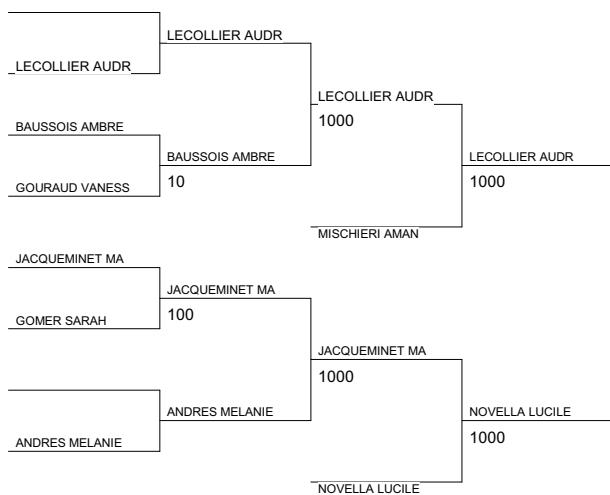 LECOLLIER AUDR
LECOLLIER AUDR
LECOLLIER AUDR
1000
BAUSSOIS AMBRE
BAUSSOIS AMBRE
10
LECOLLIER AUDR
1000
GOURAUD VANESS
MISCHIERI AMAN
JACQUEMINET MA
JACQUEMINET MA
100
GOMER SARAH
JACQUEMINET MA
1000
ANDRES MELANIE
NOVELLA LUCILE
1000
ANDRES MELANIE
NOVELLA LUCILE